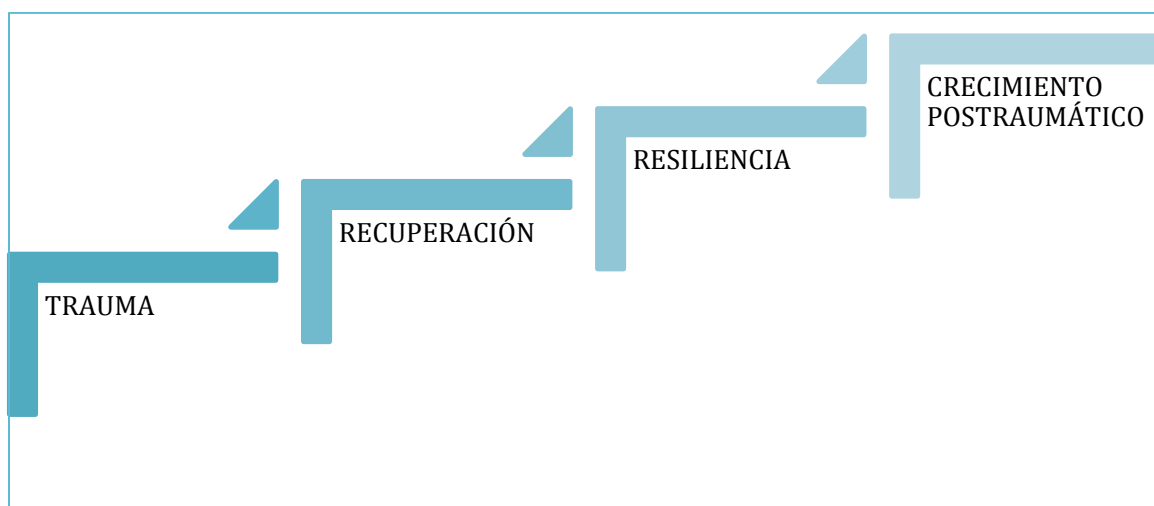 TRAUMA
RECUPERACIÓN
RESILIENCIA
CRECIMIENTO
POSTRAUMÁTICO